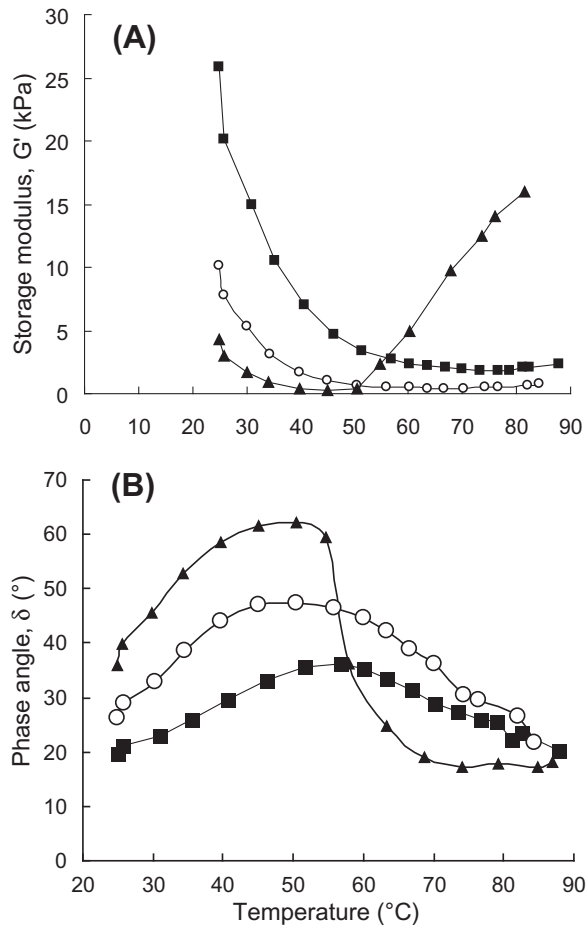 (A)
Storage modulus, G' (kPa)
30
25
20
15
10
5
0
0 10 20 30 40 50 60 70 80 90
(B)
Phase angle, δ (°)
70
60
50
40
30
20
10
0
20 30 40 50 60 70 80 90
Temperature (°C)